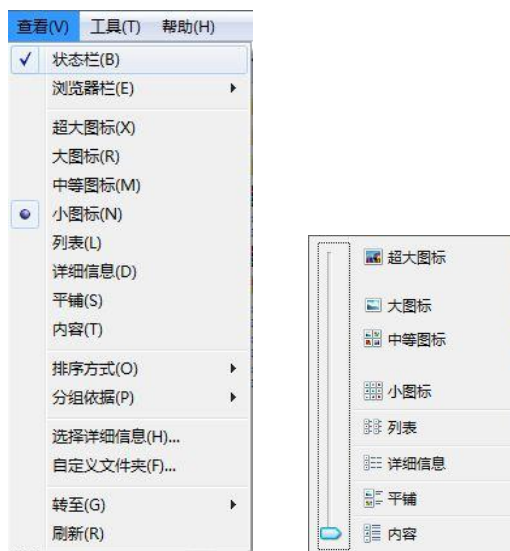 查看(V) 工具(T) 帮助(H)
状态栏(B)
浏览器栏(E)
超大图标(X)
大图标(R)
中等图标(M)
小图标(N)
列表(L)
详细信息(D)
平铺(S)
内容(T)
排序方式(O)
分组依据(P)
选择详细信息(H)...
自定义文件夹(F)...
转至(G)
刷新(R)
超大图标
大图标
中等图标
小图标
列表
详细信息
平铺
内容